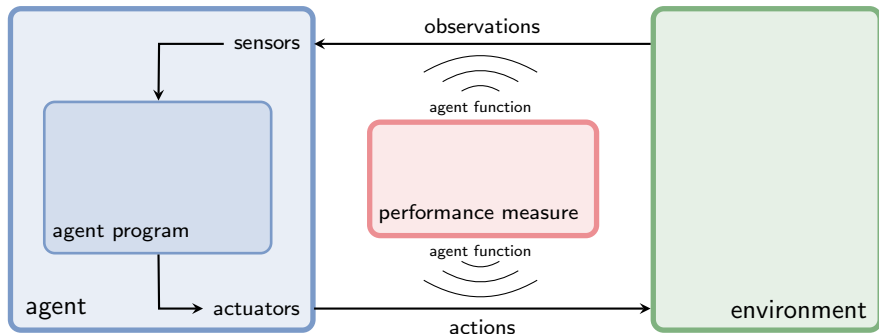 observations
sensors
agent function
agent program
performance measure
agent function
agent
actuators
environment
actions